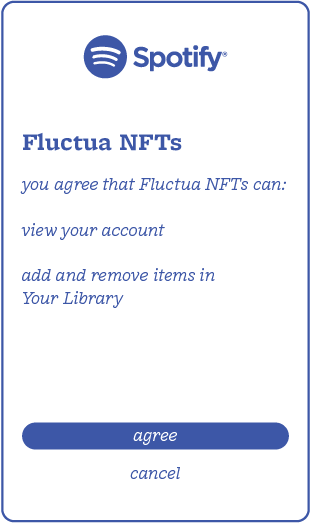 Spotify®
Fluctua NFTs
you agree that Fluctua NFTs can:
view your account
add and remove items in
Your Library
agree
cancel